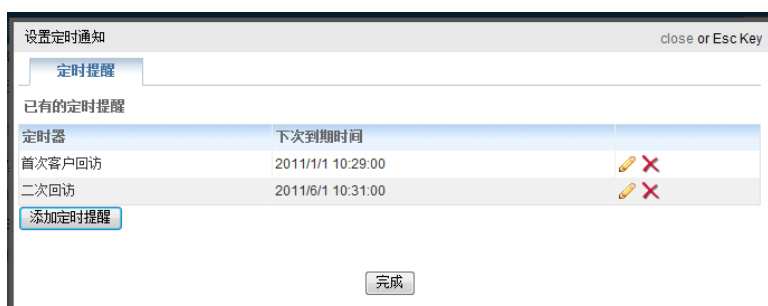 设置定时通知 close or Esc Key
定时提醒
已有的定时提醒
定时器 下次到期时间
首次客户回访 2011/1/1 10:29:00
二次回访 2011/6/1 10:31:00
添加定时提醒
完成